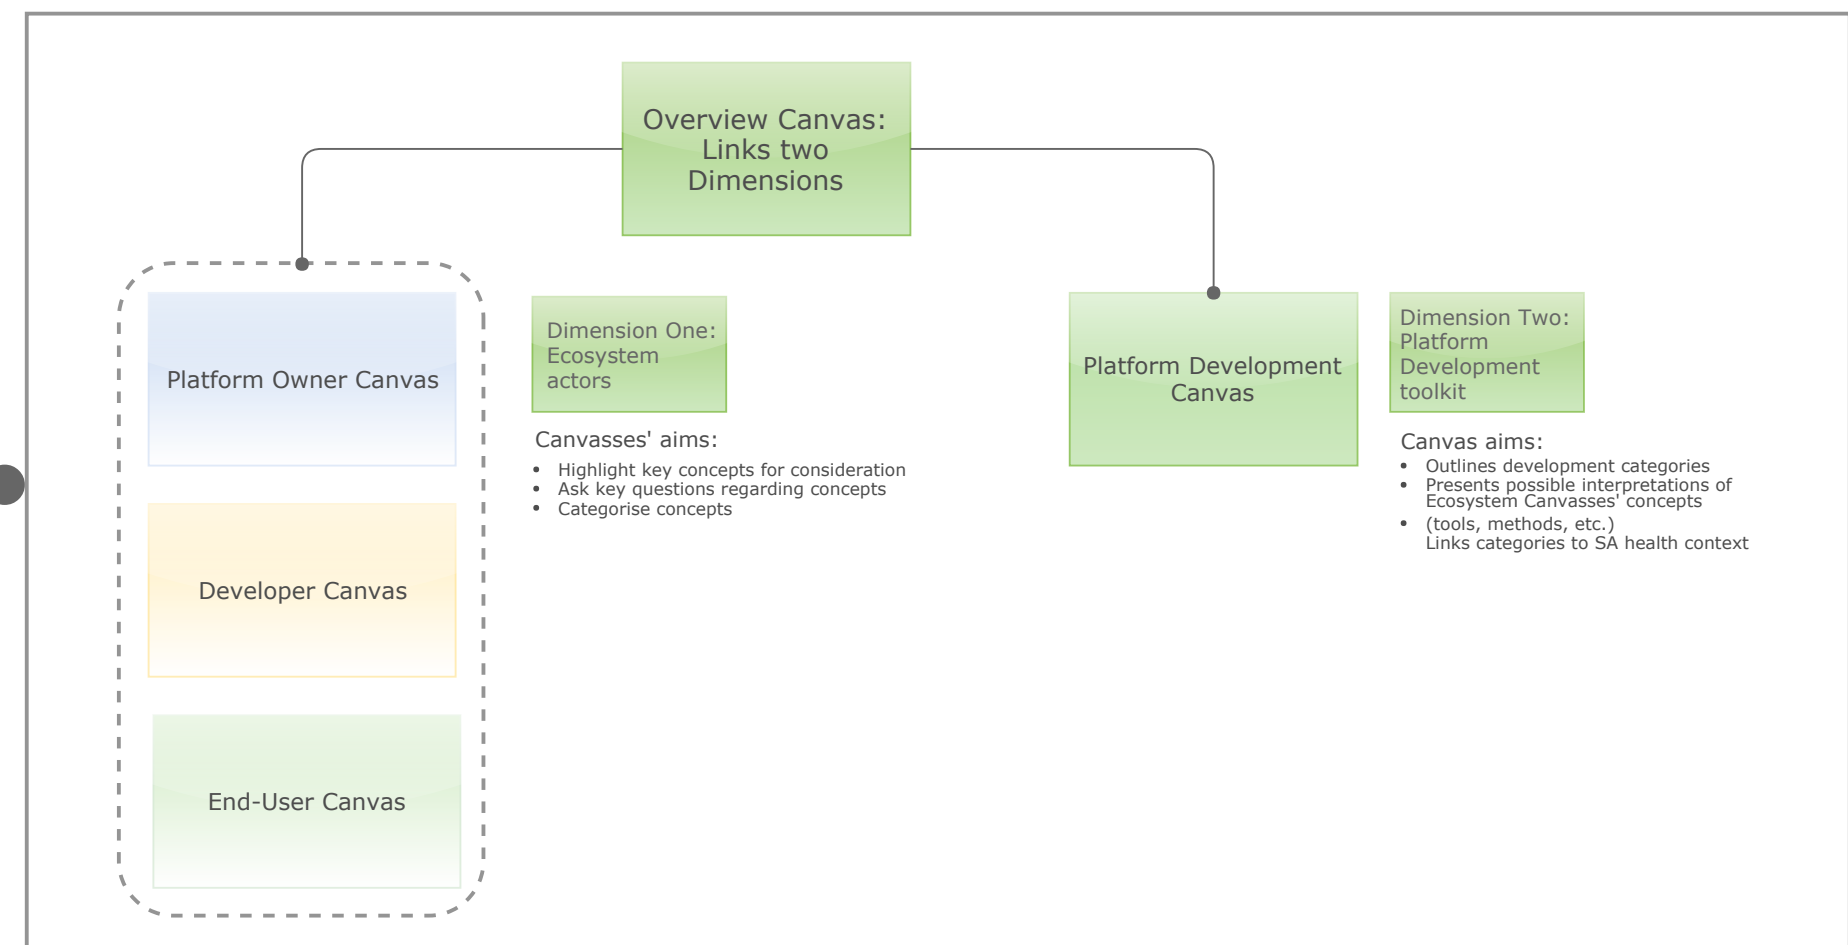 Overview Canvas:
Links two
Dimensions
Platform Owner Canvas
Developer Canvas
End-User Canvas
Dimension One:
Ecosystem
actors
Canvasses' aims:
• Highlight key concepts for consideration
• Ask key questions regarding concepts
• Categorise concepts
Platform Development
Canvas
Dimension Two:
Platform
Development
toolkit
Canvas aims:
• Outlines development categories
• Presents possible interpretations of
Ecosystem Canvasses' concepts
• (tools, methods, etc.)
Links categories to SA health context